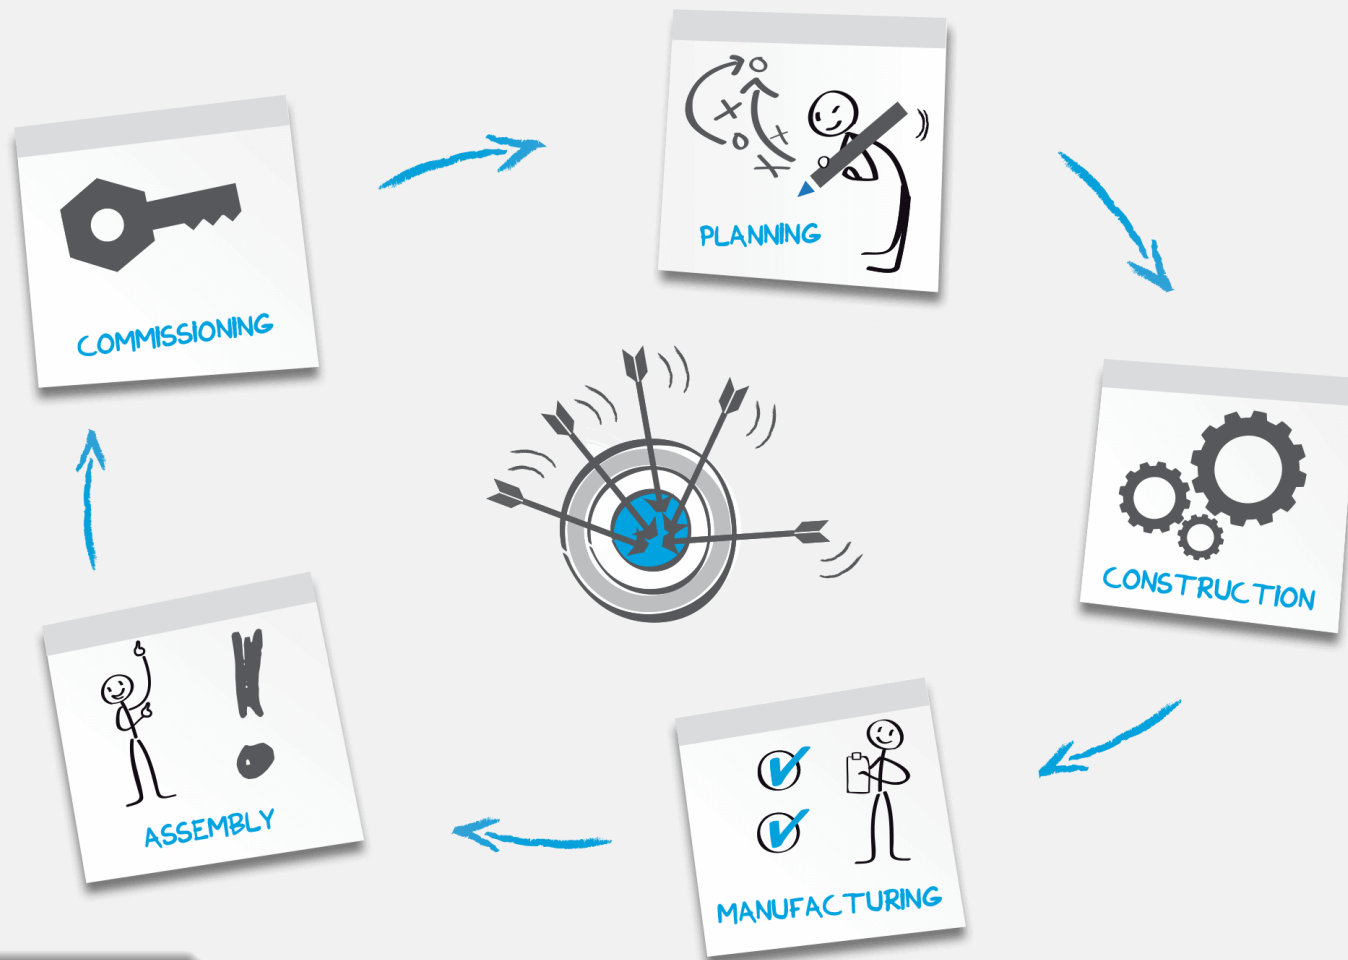 PLANNING
COMMISSIONING
CONSTRUCTION
ASSEMBLY
MANUFACTURING